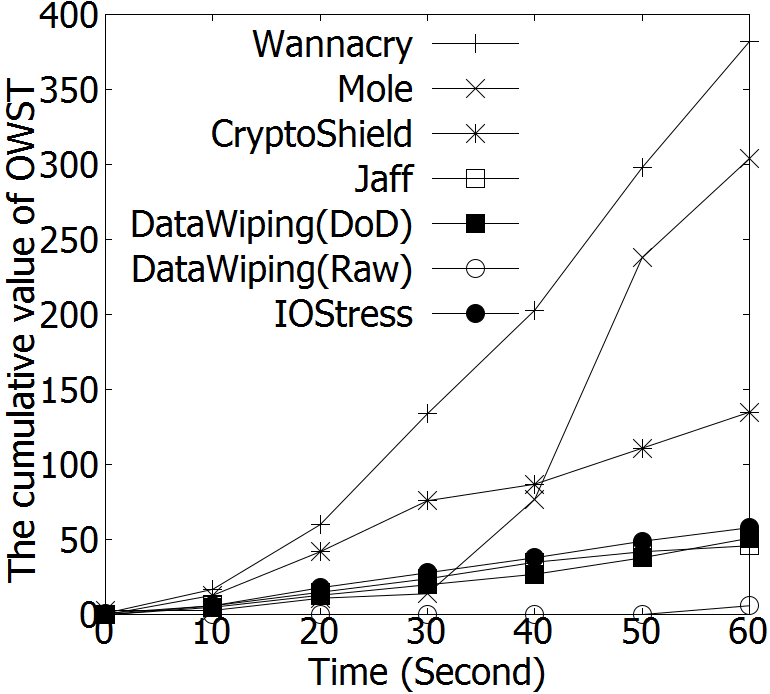 The cumulative value of OWST
400
350
300
250
200
150
100
50
0
Wannacry
Mole
CryptoShield
Jaff
DataWiping(DoD)
DataWiping(Raw)
IOStress
0 10 20 30 40 50 60
Time (Second)